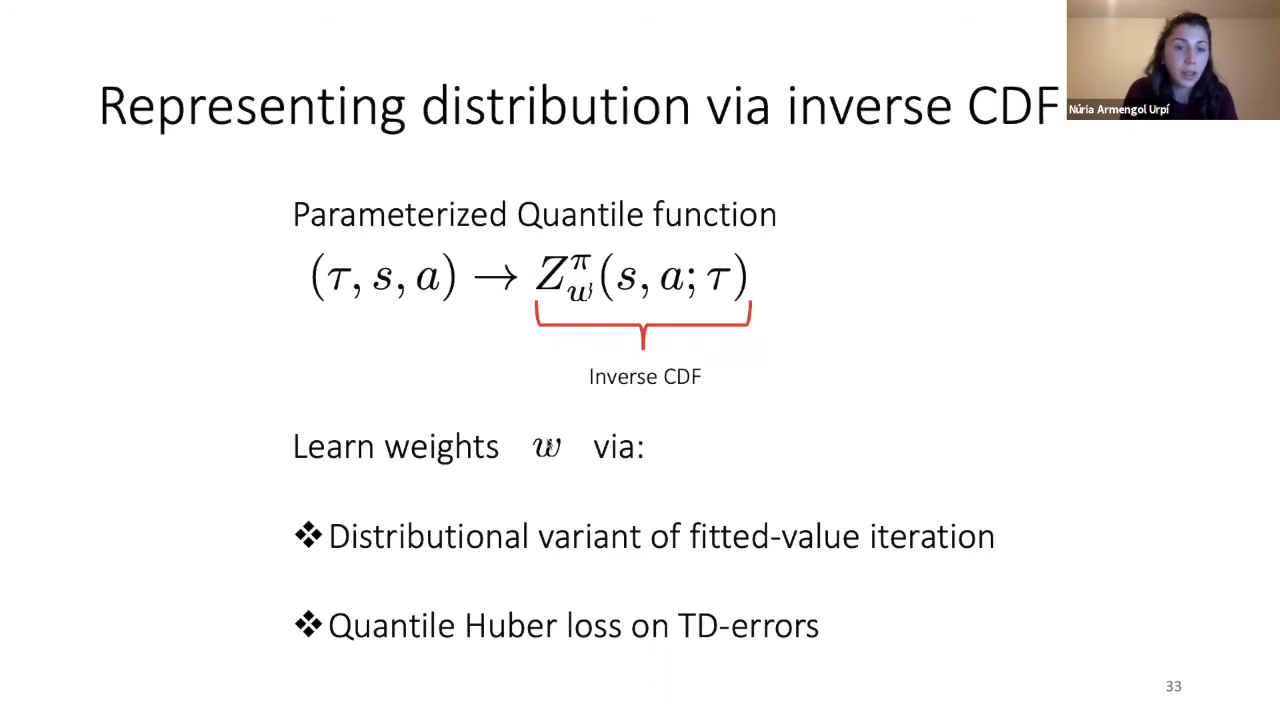 Representing distribution via inverse CDF
Núria Armengol Urpí
Parameterized Quantile function
(τ, s, a) → Z_w^π(s, a; τ)
Inverse CDF
Learn weights w via:
❖ Distributional variant of fitted-value iteration
❖ Quantile Huber loss on TD-errors
33